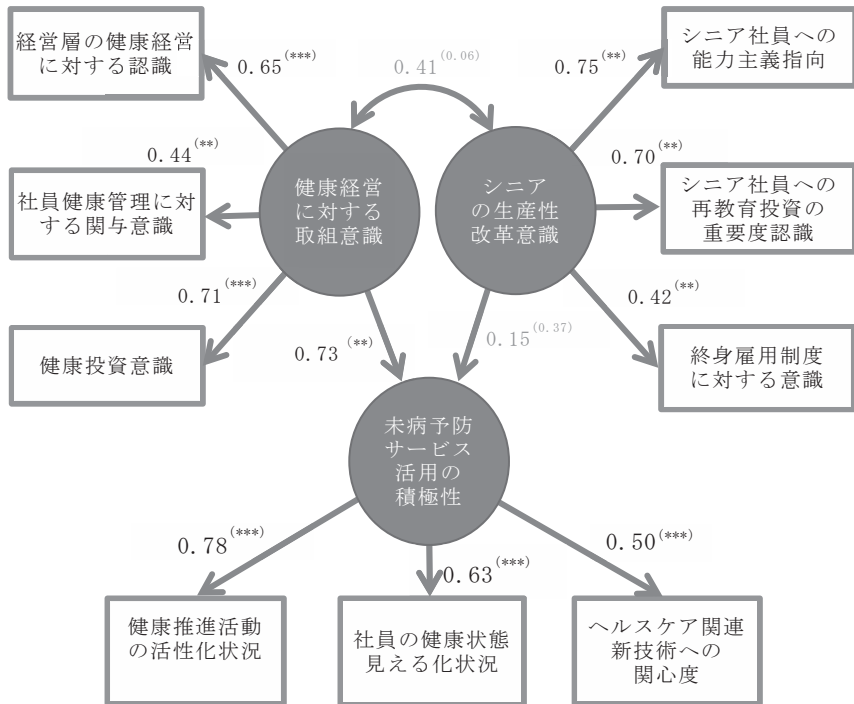 経営層の健康経営
に対する認識
0.65(***)
0.41(0.06)
0.75(**)
シニア社員への
能力主義指向
0.44(**)
社員健康管理に対
する関与意識
健康経営
に対する
取組意識
シニア
の生産性
改革意識
0.70(**)
シニア社員への
再教育投資の
重要度認識
0.71(***)
健康投資意識
0.73(**)
0.15(0.37)
0.42(**)
終身雇用制度
に対する意識
未病予防
サービス
活用の
積極性
0.78(***)
0.63(***)
0.50(***)
健康推進活動
の活性化状況
社員の健康状態
見える化状況
ヘルスケア関連
新技術への
関心度